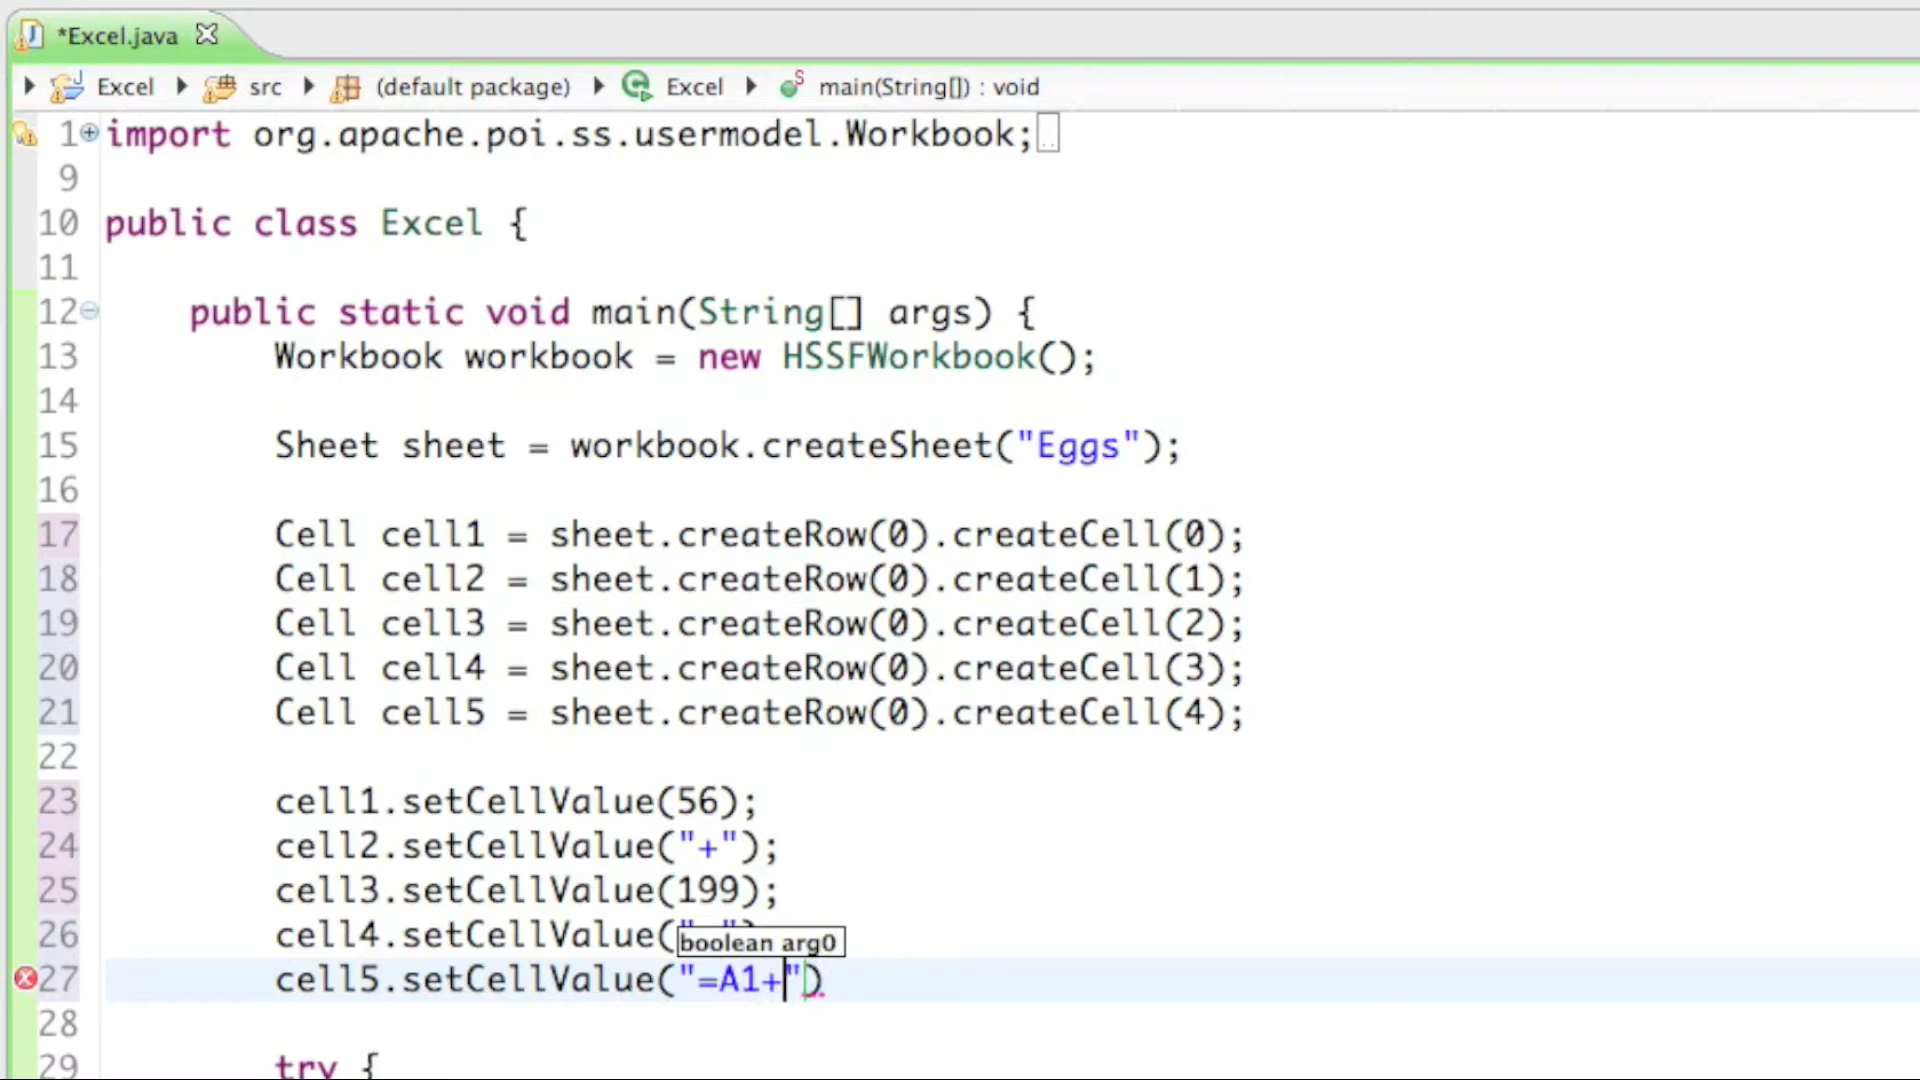 *Excel.java
Excel src (default package) Excel main(String[]) : void
1 import org.apache.poi.ss.usermodel.Workbook;
9
10 public class Excel {
11
12 public static void main(String[] args) {
13 Workbook workbook = new HSSFWorkbook();
14
15 Sheet sheet = workbook.createSheet("Eggs");
16
17 Cell cell1 = sheet.createRow(0).createCell(0);
18 Cell cell2 = sheet.createRow(0).createCell(1);
19 Cell cell3 = sheet.createRow(0).createCell(2);
20 Cell cell4 = sheet.createRow(0).createCell(3);
21 Cell cell5 = sheet.createRow(0).createCell(4);
22
23 cell1.setCellValue(56);
24 cell2.setCellValue("+");
25 cell3.setCellValue(199);
26 cell4.setCellValue(
boolean arg0
27 cell5.setCellValue("=A1+")
28
29 try {